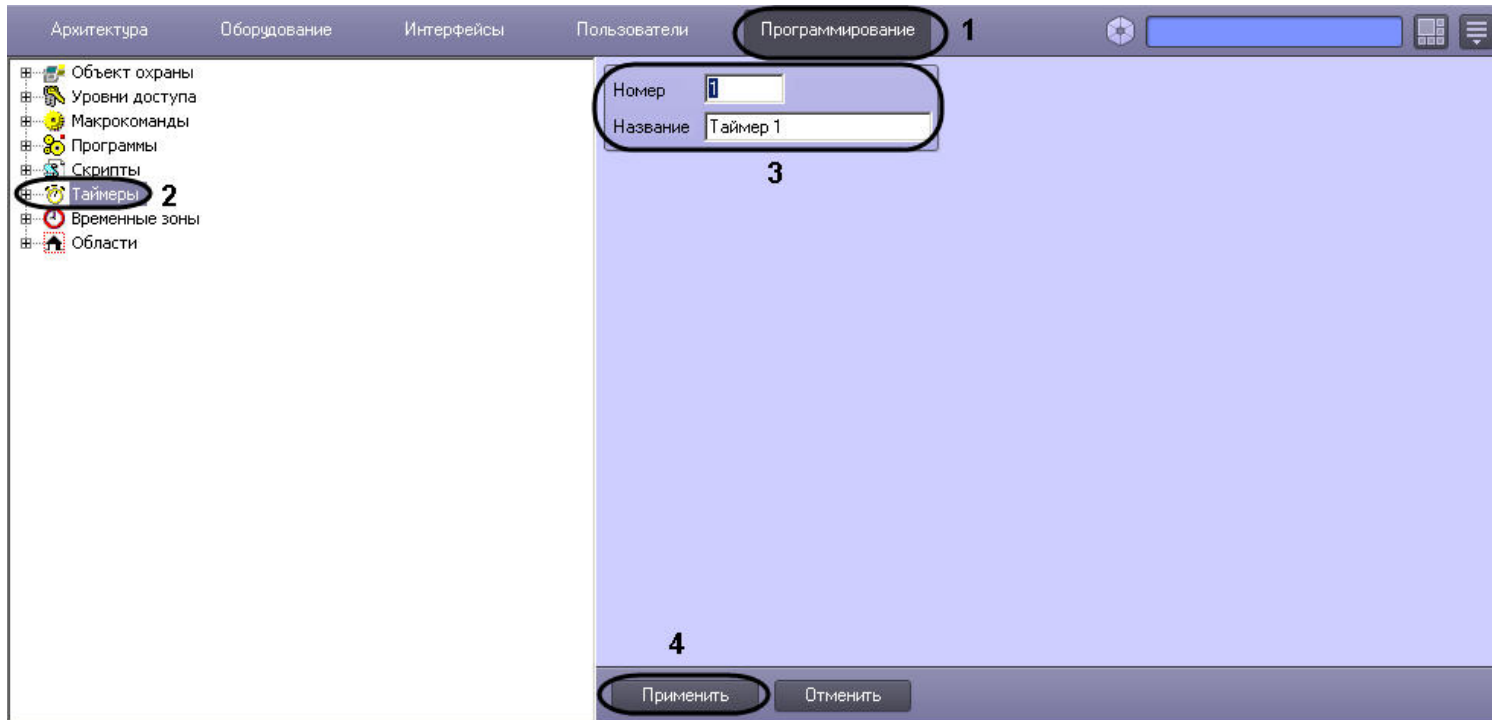 Архитектура Оборудование Интерфейсы Пользователи Программирование 1
Объект охраны
Уровни доступа
Макрокоманды
Программы
Скрипты
Таймеры 2
Временные зоны
Области
Номер 1
Название Таймер 1
3
4
Применить Отменить